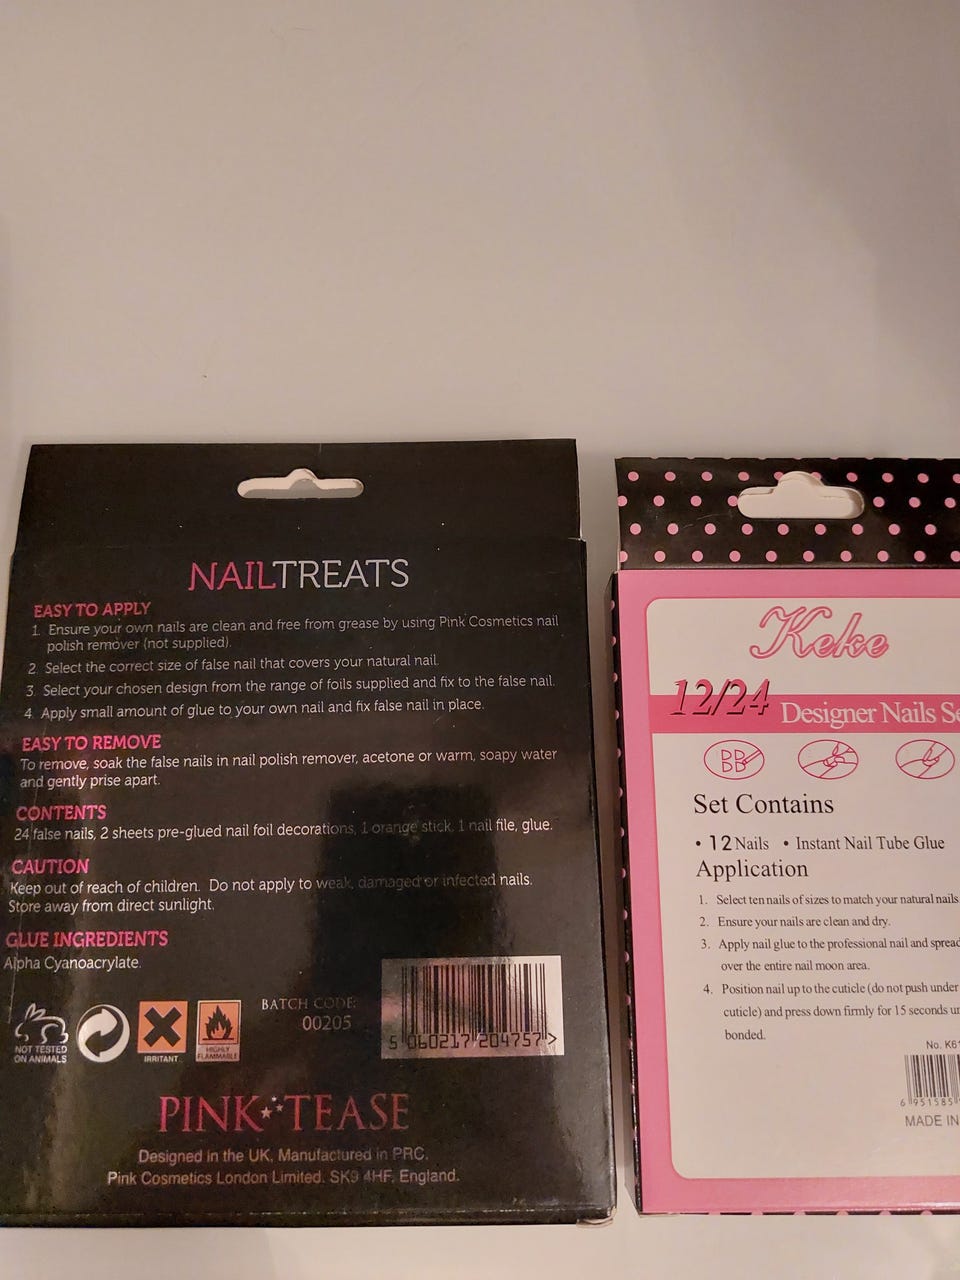 NAILTREATS
EASY TO APPLY
1. Ensure your own nails are clean and free from grease by using Pink Cosmetics nail
polish remover (not supplied).
2. Select the correct size of false nail that covers your natural nail.
3. Select your chosen design from the range of foils supplied and fix to the false nail.
4. Apply small amount of glue to your own nail and fix false nail in place.
EASY TO REMOVE
To remove, soak the false nails in nail polish remover, acetone or warm, soapy water
and gently prise apart.
CONTENTS
24 false nails, 2 sheets pre-glued nail foil decorations, 1 orange stick, 1 nail file, glue.
CAUTION
Keep out of reach of children. Do not apply to weak, damaged or infected nails.
Store away from direct sunlight.
GLUE INGREDIENTS
Alpha Cyanoacrylate.
NOT TESTED
ON ANIMALS
IRRITANT
HIGHLY
FLAMMABLE
BATCH CODE:
00205
5 060217 204757 >
PINK TEASE
Designed in the UK, Manufactured in PRC.
Pink Cosmetics London Limited. SK9 4HF, England.
Keke
12/24 Designer Nails Se
BB
Set Contains
• 12 Nails • Instant Nail Tube Glue
Application
1. Select ten nails of sizes to match your natural nails
2. Ensure your nails are clean and dry.
3. Apply nail glue to the professional nail and spread
over the entire nail moon area.
4. Position nail up to the cuticle (do not push under
cuticle) and press down firmly for 15 seconds un
bonded.
No. K61
6 951585
MADE IN